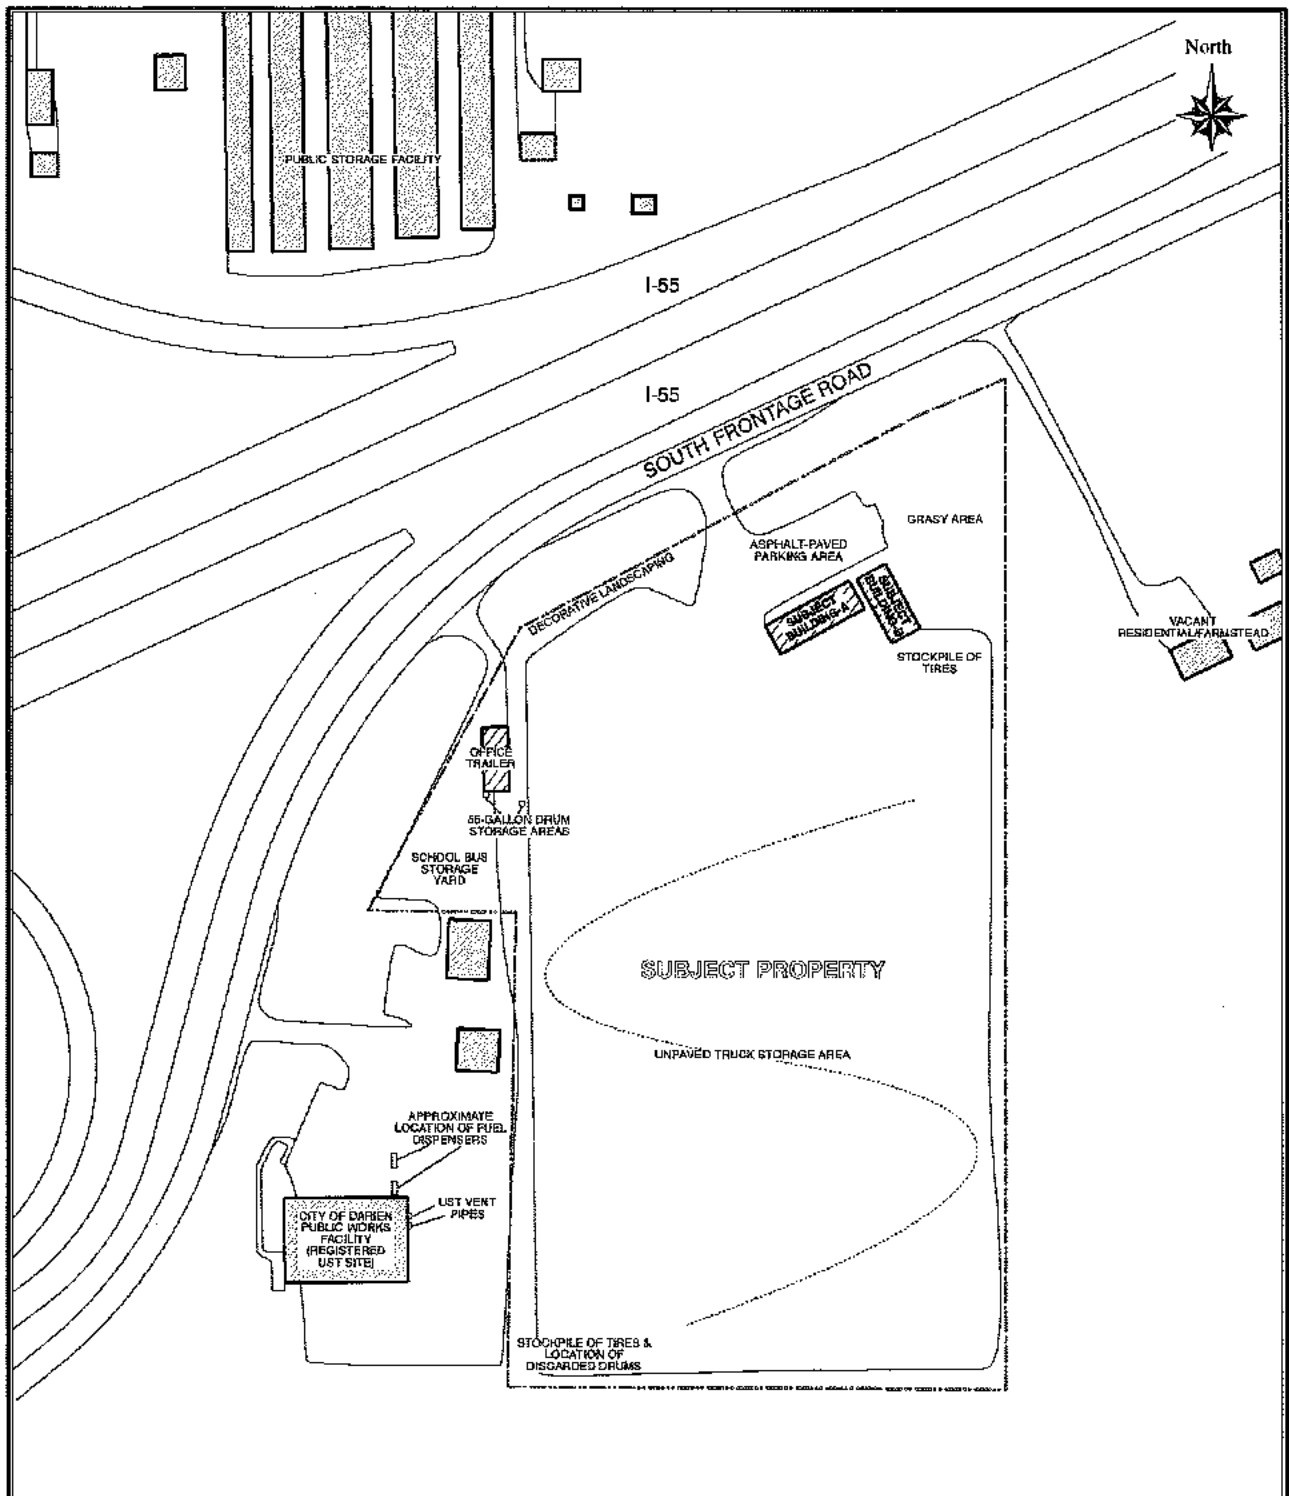 North
PUBLIC STORAGE FACILITY
I-55
I-55
SOUTH FRONTAGE ROAD
GRASY AREA
ASPHALT-PAVED
PARKING AREA
DECORATIVE LANDSCAPING
SUBJECT
BUILDING-A
SUBJECT
BUILDING-B
VACANT
RESIDENTIAL/FARMSTEAD
STOCKPILE OF
TIRES
OFFICE
TRAILER
55-GALLON DRUM
STORAGE AREAS
SCHOOL BUS
STORAGE
YARD
SUBJECT PROPERTY
UNPAVED TRUCK STORAGE AREA
APPROXIMATE
LOCATION OF FUEL
DISPENSERS
UST VENT
PIPES
CITY OF DARIEN
PUBLIC WORKS
FACILITY
(REGISTERED
UST SITE)
STOCKPILE OF TIRES &
LOCATION OF
DISCARDED DRUMS